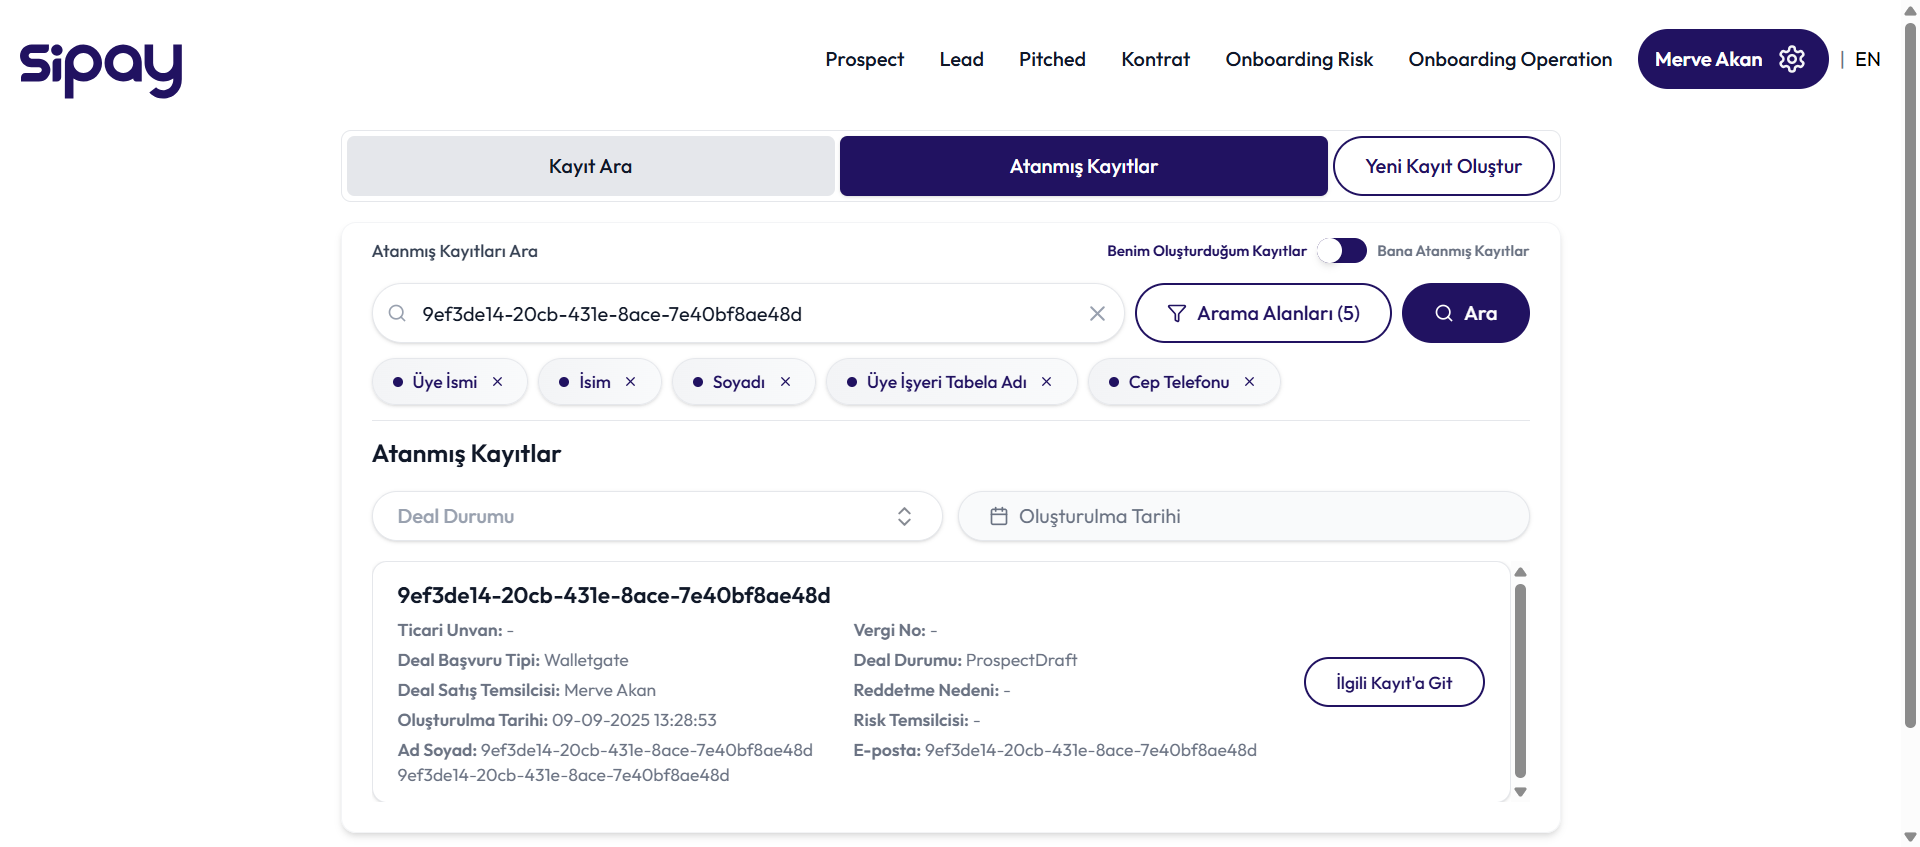 sipay
Prospect Lead Pitched Kontrat Onboarding Risk Onboarding Operation Merve Akan | EN
Kayıt Ara Atanmış Kayıtlar Yeni Kayıt Oluştur
Atanmış Kayıtları Ara Benim Oluşturduğum Kayıtlar Bana Atanmış Kayıtlar
9ef3de14-20cb-431e-8ace-7e40bf8ae48d Arama Alanları (5) Ara
Üye İsmi × İsim × Soyadı × Üye İşyeri Tabela Adı × Cep Telefonu ×
Atanmış Kayıtlar
Deal Durumu Oluşturulma Tarihi
9ef3de14-20cb-431e-8ace-7e40bf8ae48d
Ticari Unvan: - Vergi No: -
Deal Başvuru Tipi: Walletgate Deal Durumu: ProspectDraft
Deal Satış Temsilcisi: Merve Akan Reddetme Nedeni: - İlgili Kayıt'a Git
Oluşturulma Tarihi: 09-09-2025 13:28:53 Risk Temsilcisi: -
Ad Soyad: 9ef3de14-20cb-431e-8ace-7e40bf8ae48d E-posta: 9ef3de14-20cb-431e-8ace-7e40bf8ae48d
9ef3de14-20cb-431e-8ace-7e40bf8ae48d